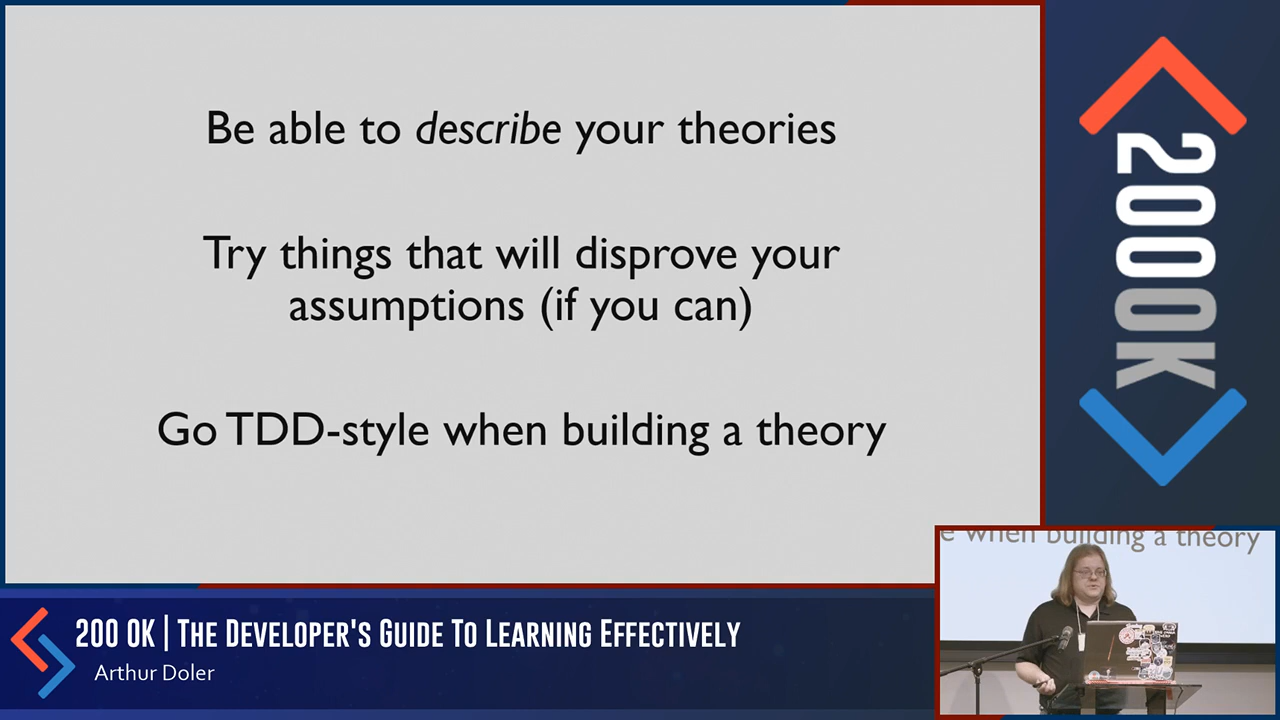 Be able to describe your theories
Try things that will disprove your
assumptions (if you can)
Go TDD-style when building a theory
200OK
e when building a theory
200 OK | The Developer's Guide To Learning Effectively
Arthur Doler